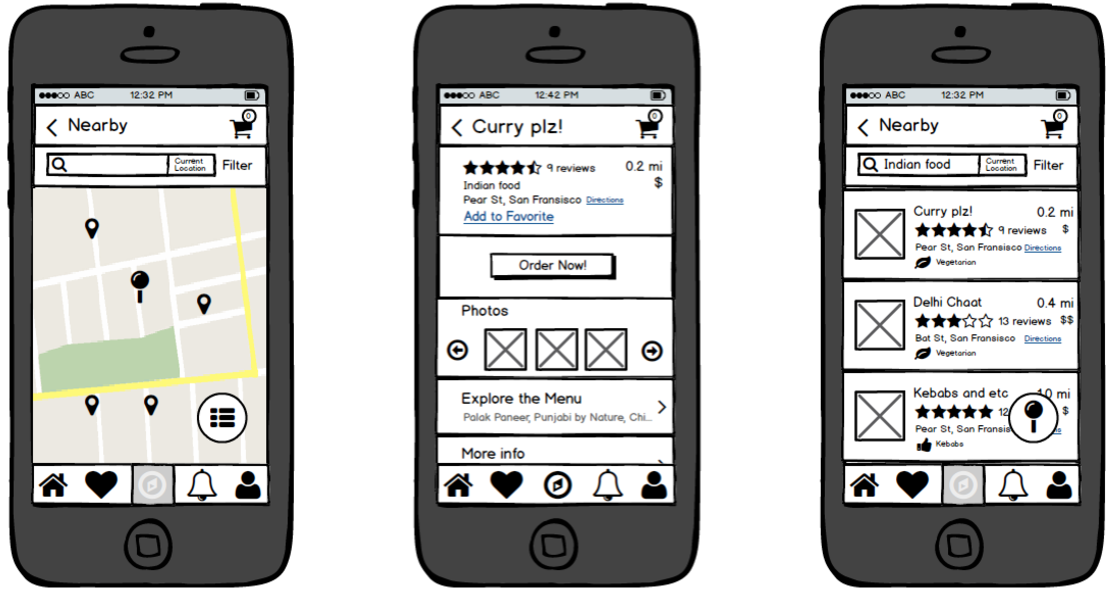 ABC 12:32 PM
Nearby 0
Current
Location
Filter
ABC 12:42 PM
Curry plz! 0
9 reviews 0.2 mi
Indian food $
Pear St, San Fransisco Directions
Add to Favorite
Order Now!
Photos
Explore the Menu
Palak Paneer, Punjabi by Nature, Chi...
More info
ABC 12:32 PM
Nearby 0
Indian food
Current
Location
Filter
Curry plz! 0.2 mi
9 reviews $
Pear St, San Fransisco Directions
Vegetarian
Delhi Chaat 0.4 mi
13 reviews $$
Bat St, San Fransisco Directions
Vegetarian
Kebabs and etc mi
12 $
Pear St, San Fransis
Kebabs